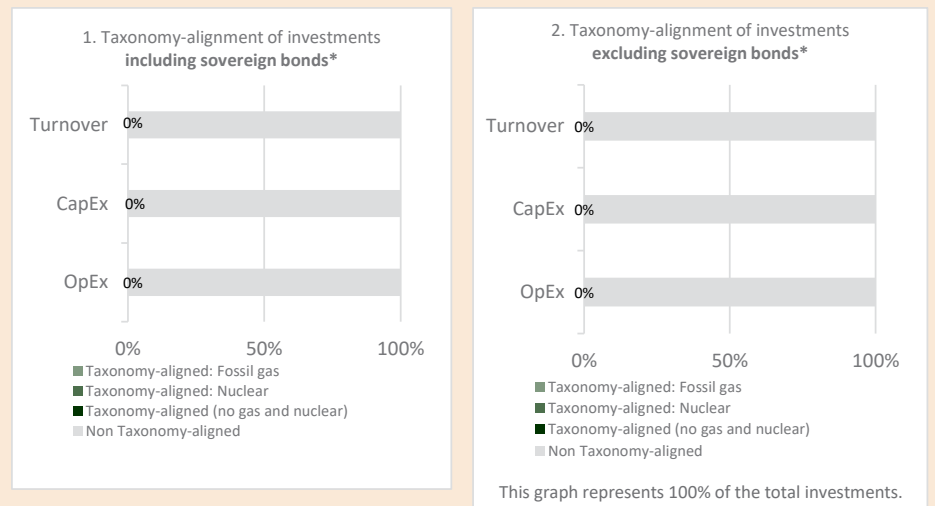 1. Taxonomy-alignment of investments
including sovereign bonds*
Turnover 0%
CapEx 0%
OpEx 0%
0% 50% 100%
Taxonomy-aligned: Fossil gas
Taxonomy-aligned: Nuclear
Taxonomy-aligned (no gas and nuclear)
Non Taxonomy-aligned
2. Taxonomy-alignment of investments
excluding sovereign bonds*
Turnover 0%
CapEx 0%
OpEx 0%
0% 50% 100%
Taxonomy-aligned: Fossil gas
Taxonomy-aligned: Nuclear
Taxonomy-aligned (no gas and nuclear)
Non Taxonomy-aligned
This graph represents 100% of the total investments.